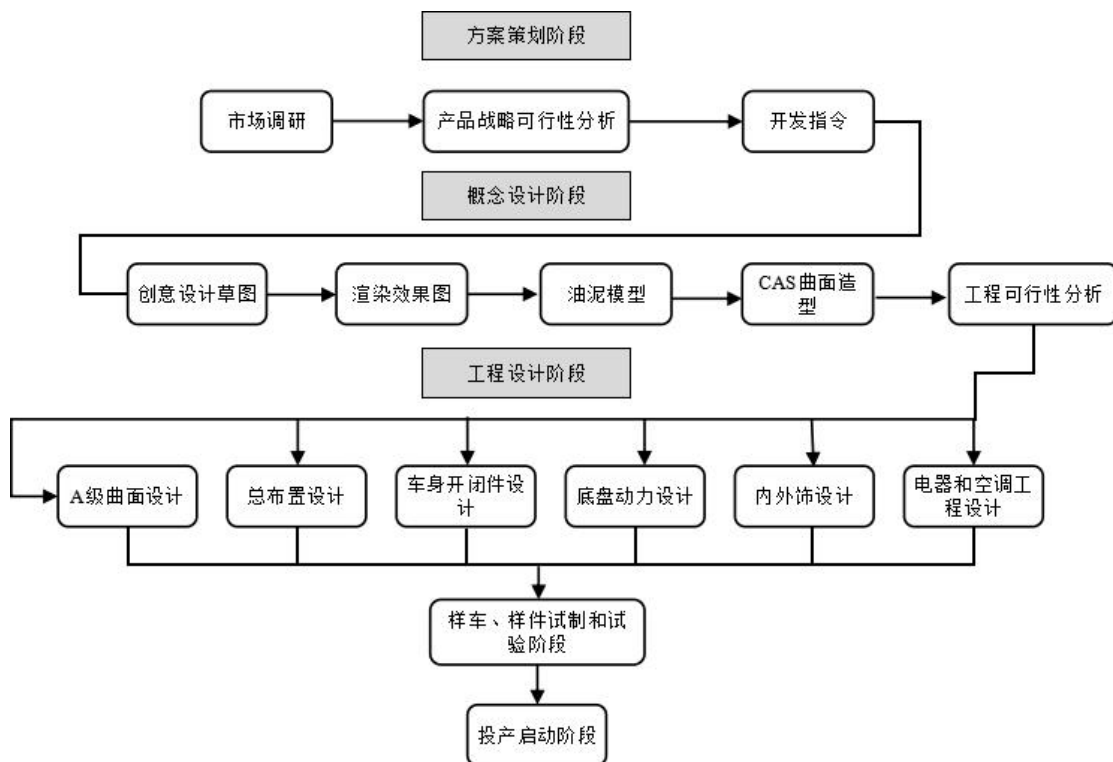 方案策划阶段
市场调研
产品战略可行性分析
开发指令
概念设计阶段
创意设计草图
渲染效果图
油泥模型
CAS曲面造
型
工程可行性分析
工程设计阶段
A级曲面设计
总布置设计
车身开闭件设
计
底盘动力设计
内外饰设计
电器和空调工
程设计
样车、样件试制和试
验阶段
投产启动阶段